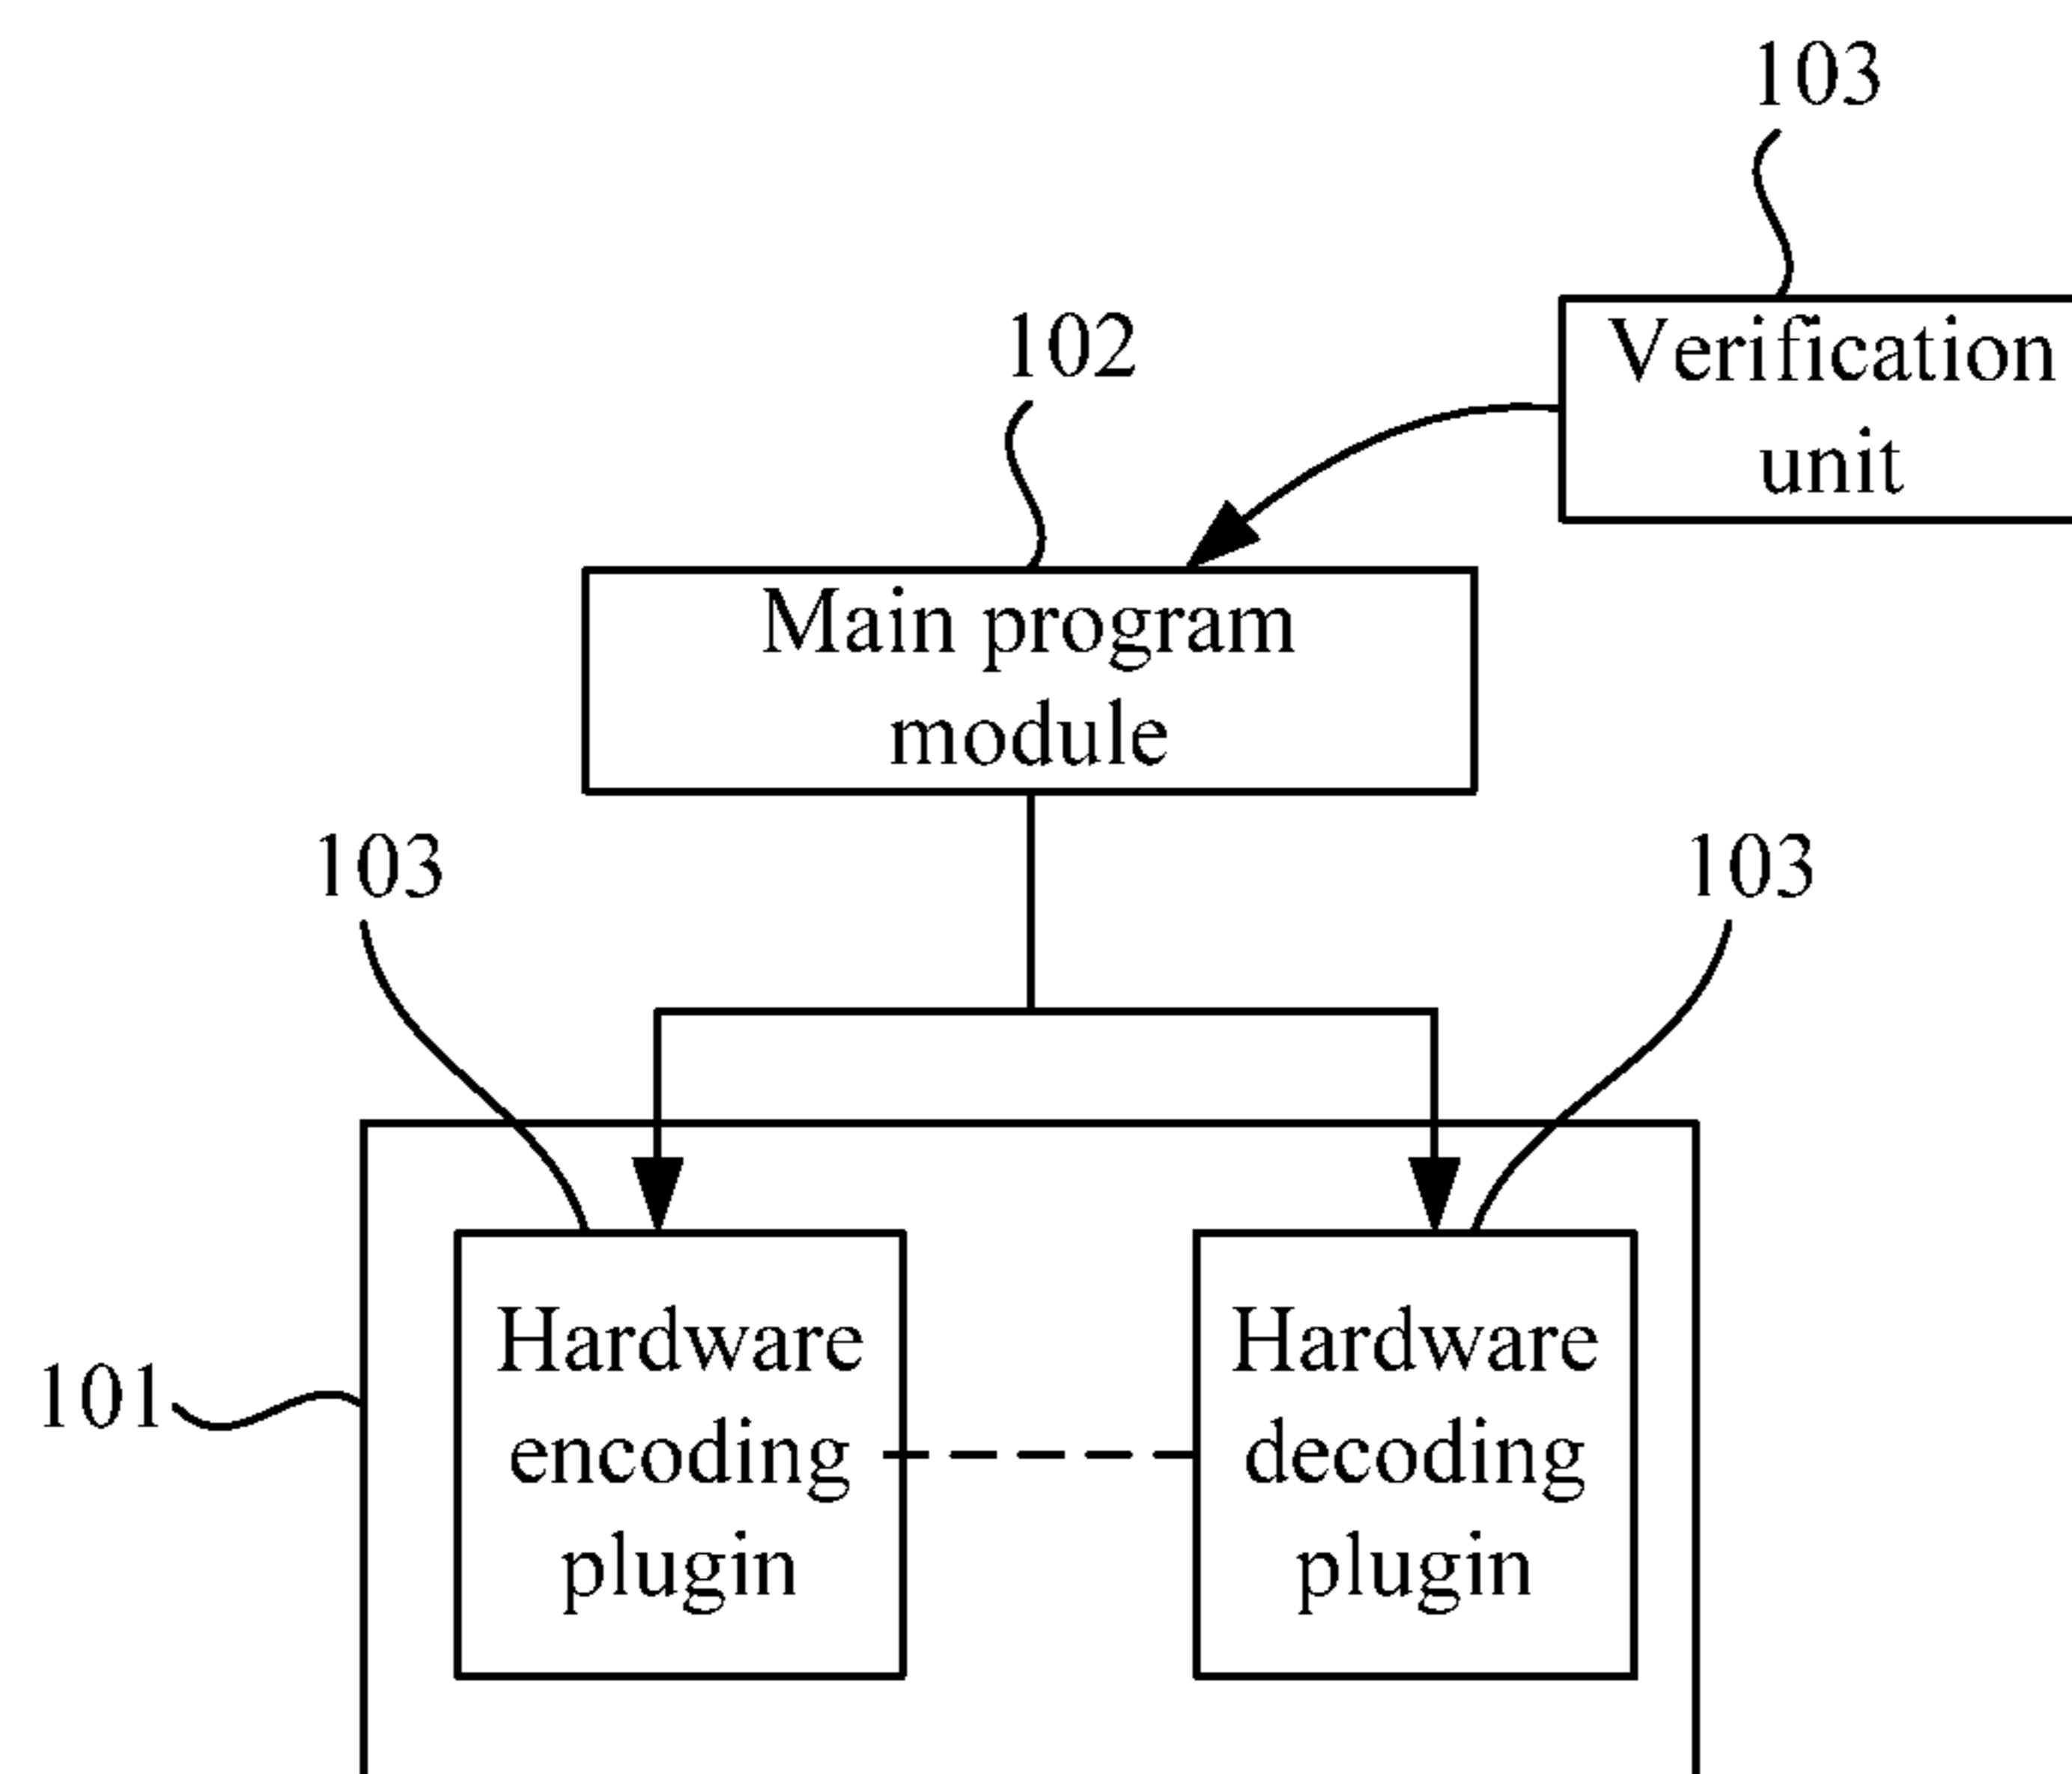 103
102
Verification
unit
Main program
module
103
103
Hardware
encoding
plugin
Hardware
decoding
plugin
101